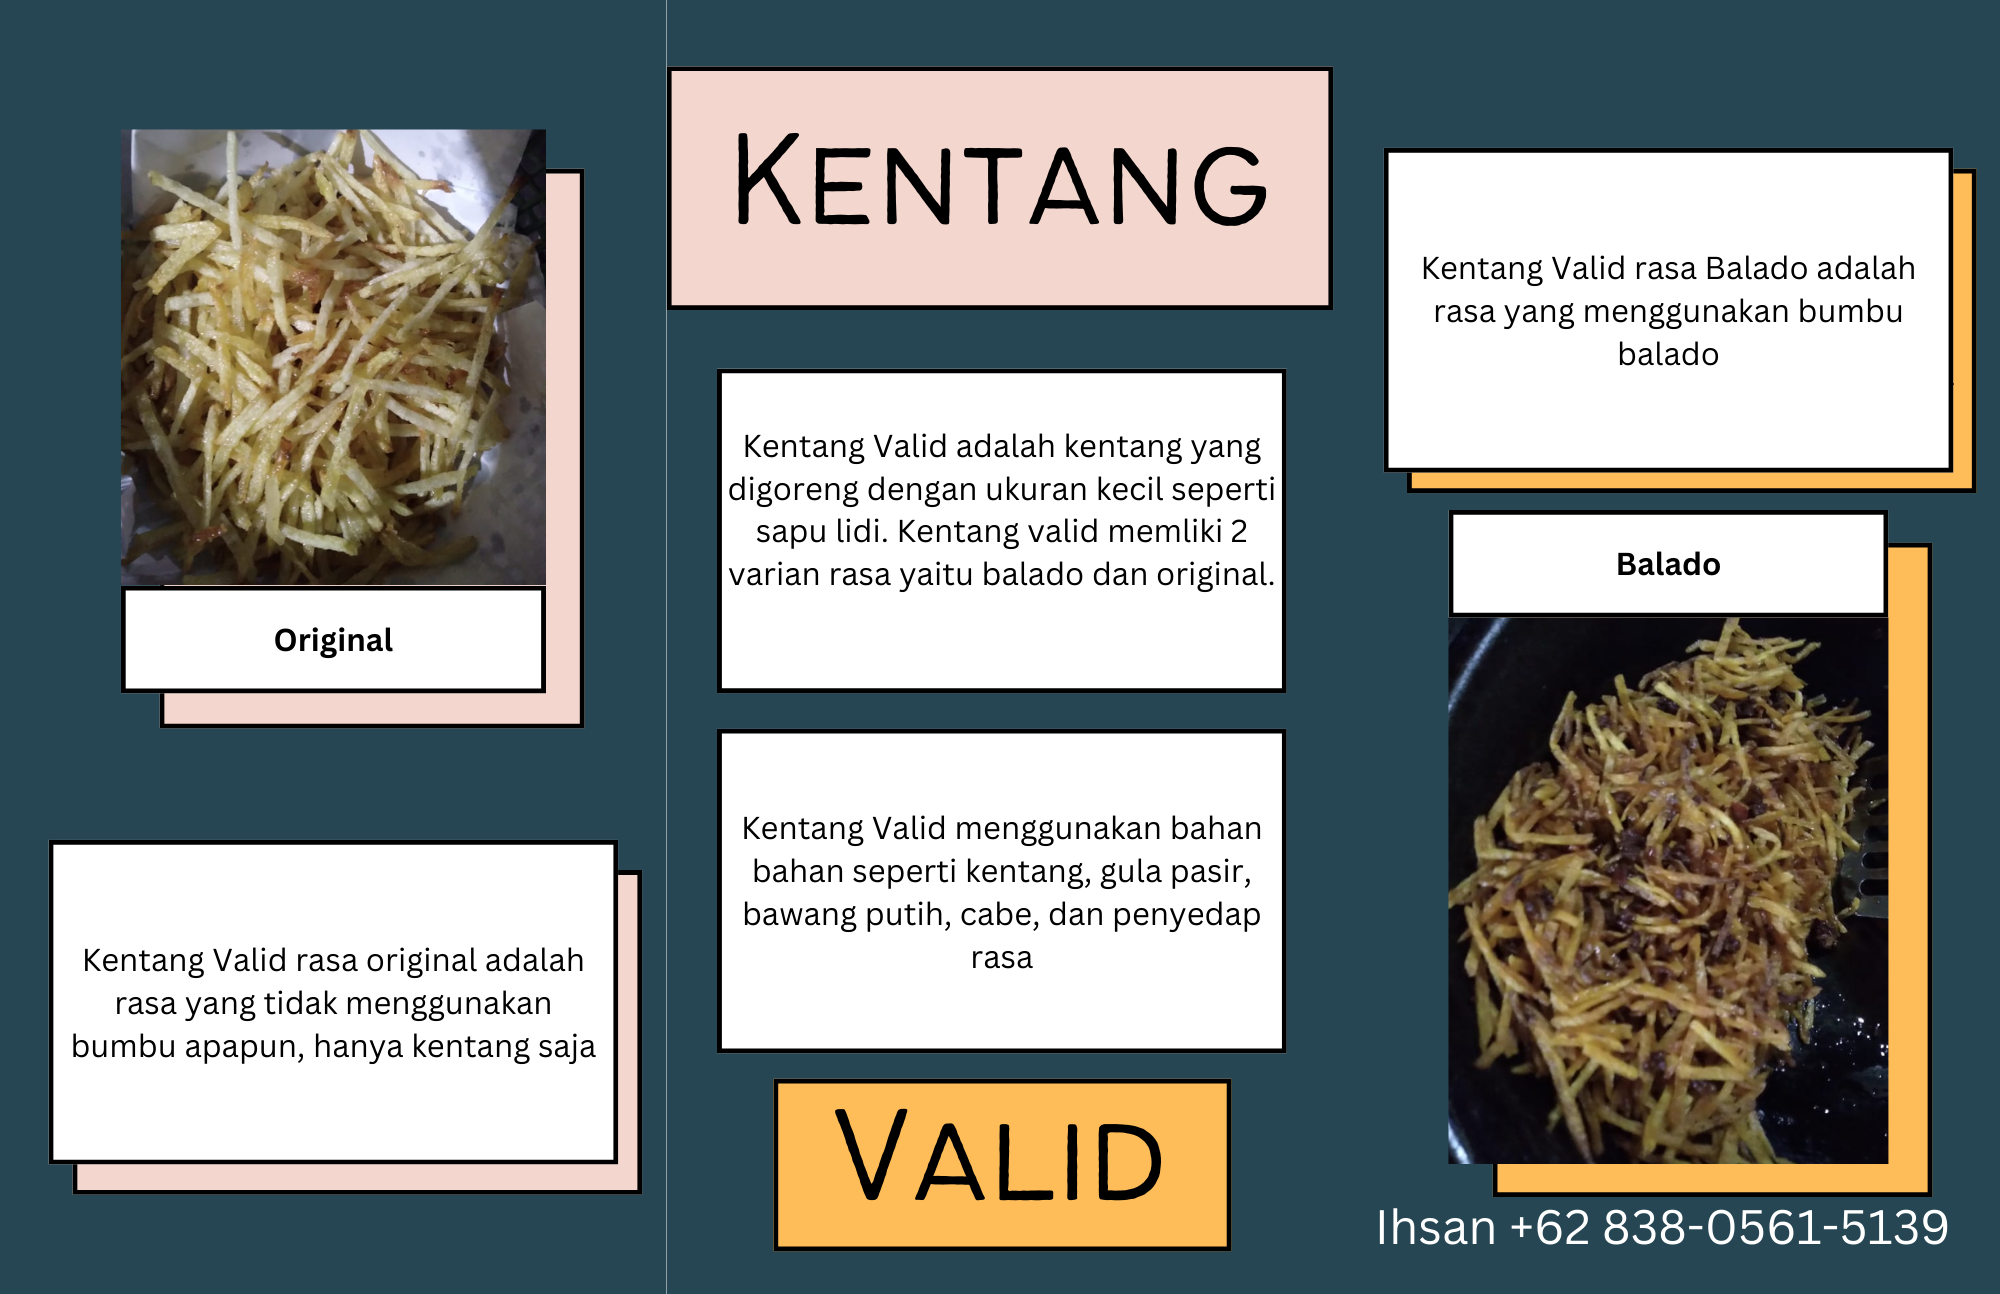 Original
Kentang Valid rasa original adalah
rasa yang tidak menggunakan
bumbu apapun, hanya kentang saja
KENTANG
Kentang Valid adalah kentang yang
digoreng dengan ukuran kecil seperti
sapu lidi. Kentang valid memliki 2
varian rasa yaitu balado dan original.
Kentang Valid menggunakan bahan
bahan seperti kentang, gula pasir,
bawang putih, cabe, dan penyedap
rasa
VALID
Kentang Valid rasa Balado adalah
rasa yang menggunakan bumbu
balado
Balado
Ihsan +62 838-0561-5139